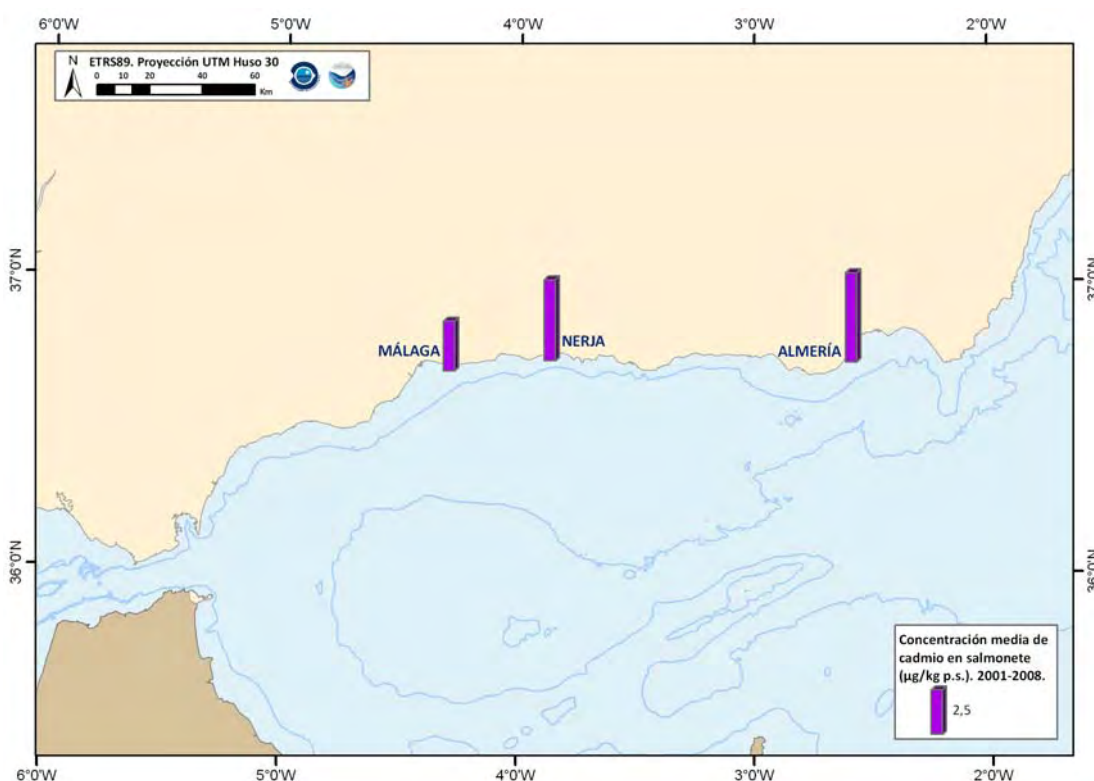 6°0'W 5°0'W 4°0'W 3°0'W 2°0'W
N ETRS89. Proyección UTM Huso 30
0 10 20 40 60
Km
37°0'N 37°0'N
MÁLAGA NERJA ALMERÍA
36°0'N 36°0'N
Concentración media de
cadmio en salmonete
(µg/kg p.s.). 2001-2008.
2,5
6°0'W 5°0'W 4°0'W 3°0'W 2°0'W